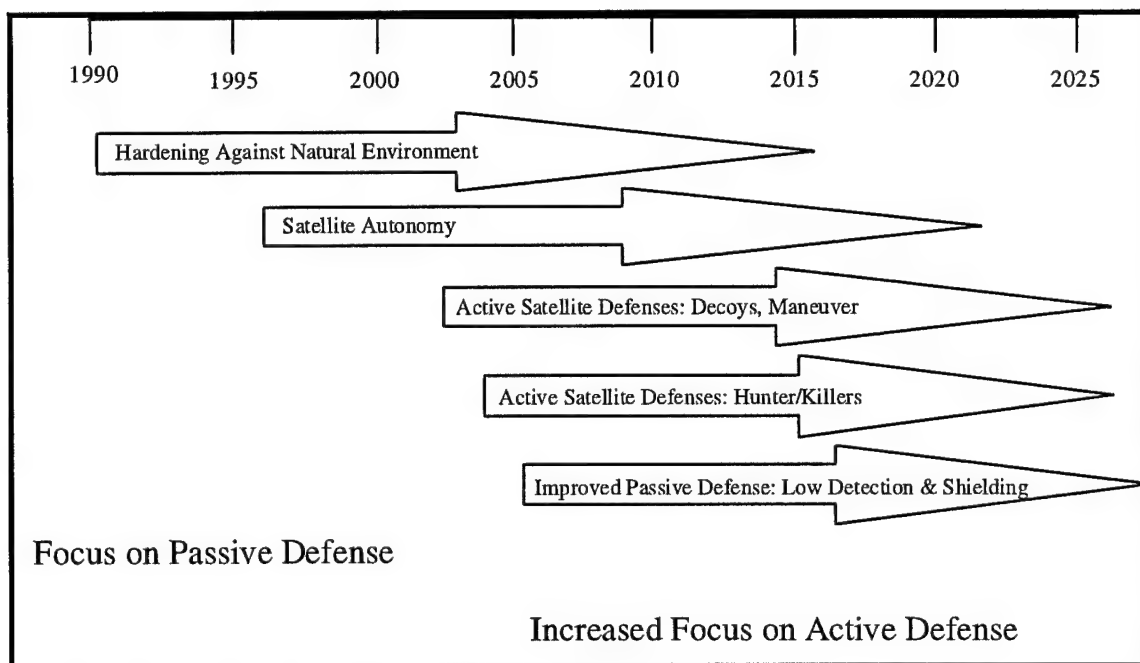 1990 1995 2000 2005 2010 2015 2020 2025
Hardening Against Natural Environment
Satellite Autonomy
Active Satellite Defenses: Decoys, Maneuver
Active Satellite Defenses: Hunter/Killers
Improved Passive Defense: Low Detection & Shielding
Focus on Passive Defense
Increased Focus on Active Defense